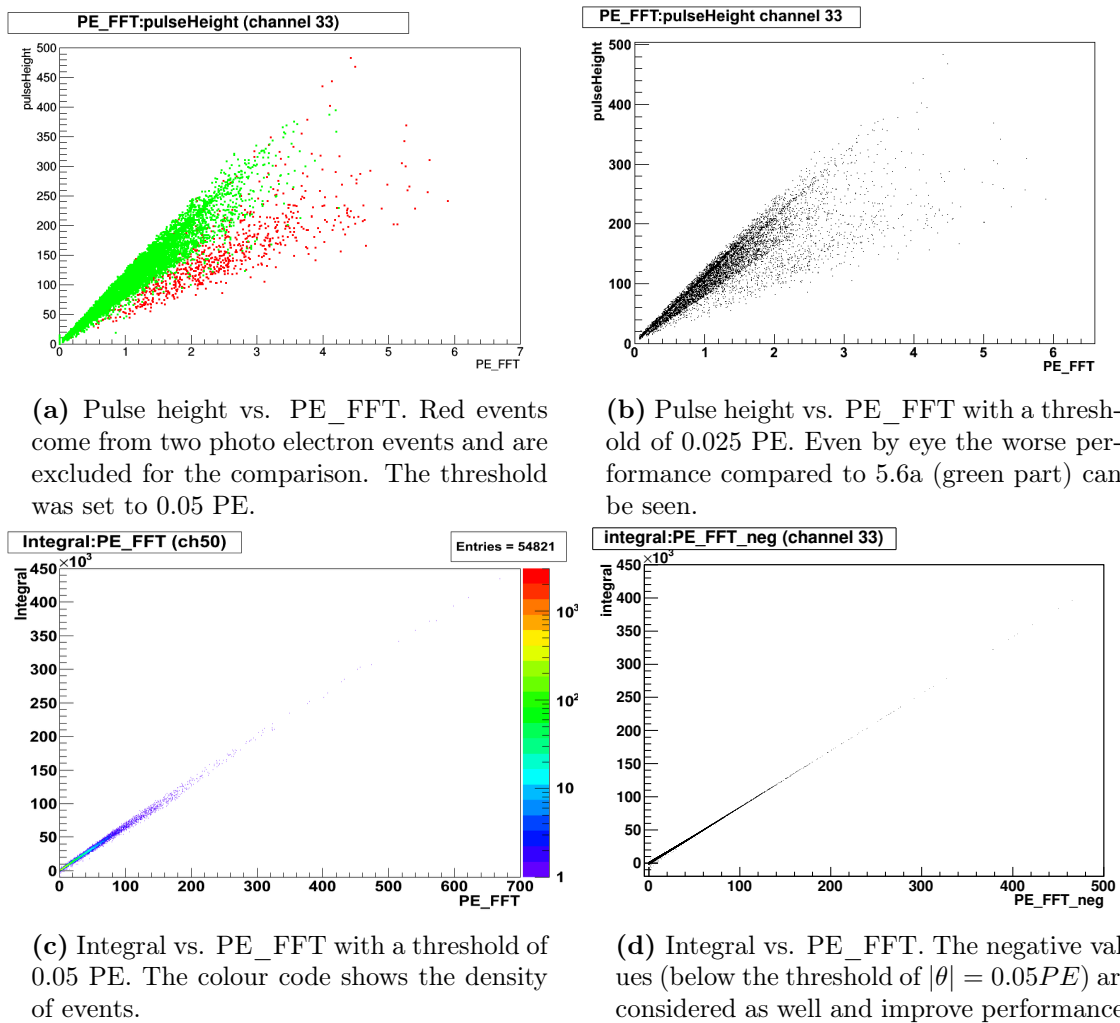 PE_FFT:pulseHeight (channel 33)
pulseHeight
500
450
400
350
300
250
200
150
100
50
0
0 1 2 3 4 5 6 7
PE_FFT
(a) Pulse height vs. PE_FFT. Red events
come from two photo electron events and are
excluded for the comparison. The threshold
was set to 0.05 PE.
PE_FFT:pulseHeight channel 33
pulseHeight
500
400
300
200
100
0
0 1 2 3 4 5 6
PE_FFT
(b) Pulse height vs. PE_FFT with a thresh-
old of 0.025 PE. Even by eye the worse per-
formance compared to 5.6a (green part) can
be seen.
Integral:PE_FFT (ch50)
Entries = 54821
×10³
Integral
450
400
350
300
250
200
150
100
50
0
0 100 200 300 400 500 600 700
PE_FFT
10³
10²
10
1
(c) Integral vs. PE_FFT with a threshold of
0.05 PE. The colour code shows the density
of events.
integral:PE_FFT_neg (channel 33)
×10³
integral
450
400
350
300
250
200
150
100
50
0
0 100 200 300 400 500
PE_FFT_neg
(d) Integral vs. PE_FFT. The negative val
ues (below the threshold of |θ| = 0.05PE) ar
considered as well and improve performance